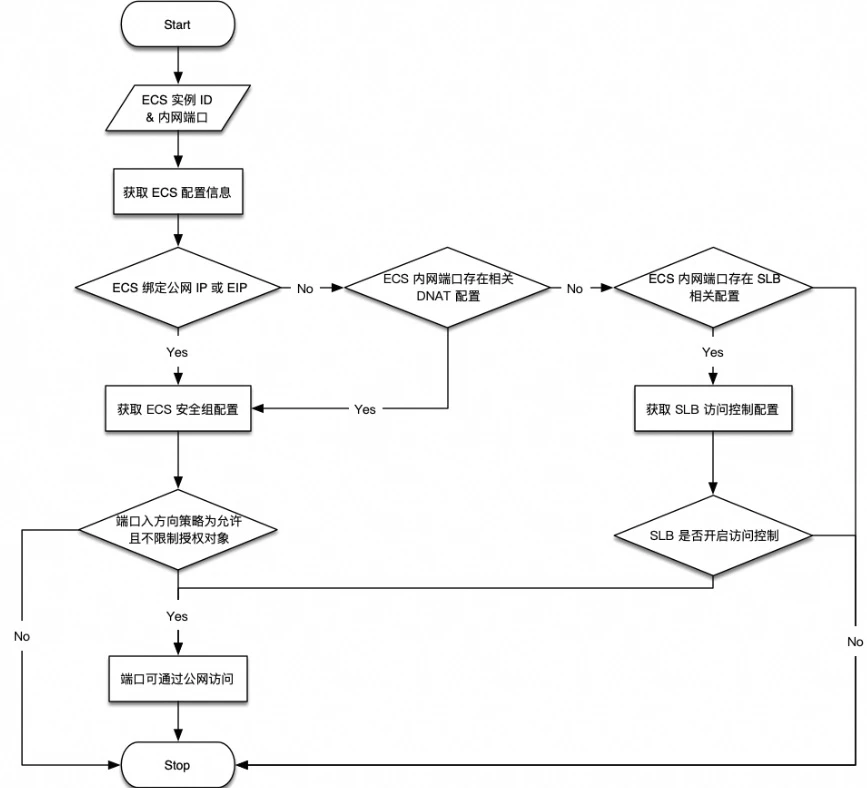 Start
ECS 实例 ID
& 内网端口
获取 ECS 配置信息
ECS 绑定公网 IP 或 EIP
No
ECS 内网端口存在相关
DNAT 配置
No
ECS 内网端口存在 SLB
相关配置
Yes
Yes
获取 ECS 安全组配置
Yes
获取 SLB 访问控制配置
端口入方向策略为允许
且不限制授权对象
SLB 是否开启访问控制
Yes
No
No
端口可通过公网访问
Stop